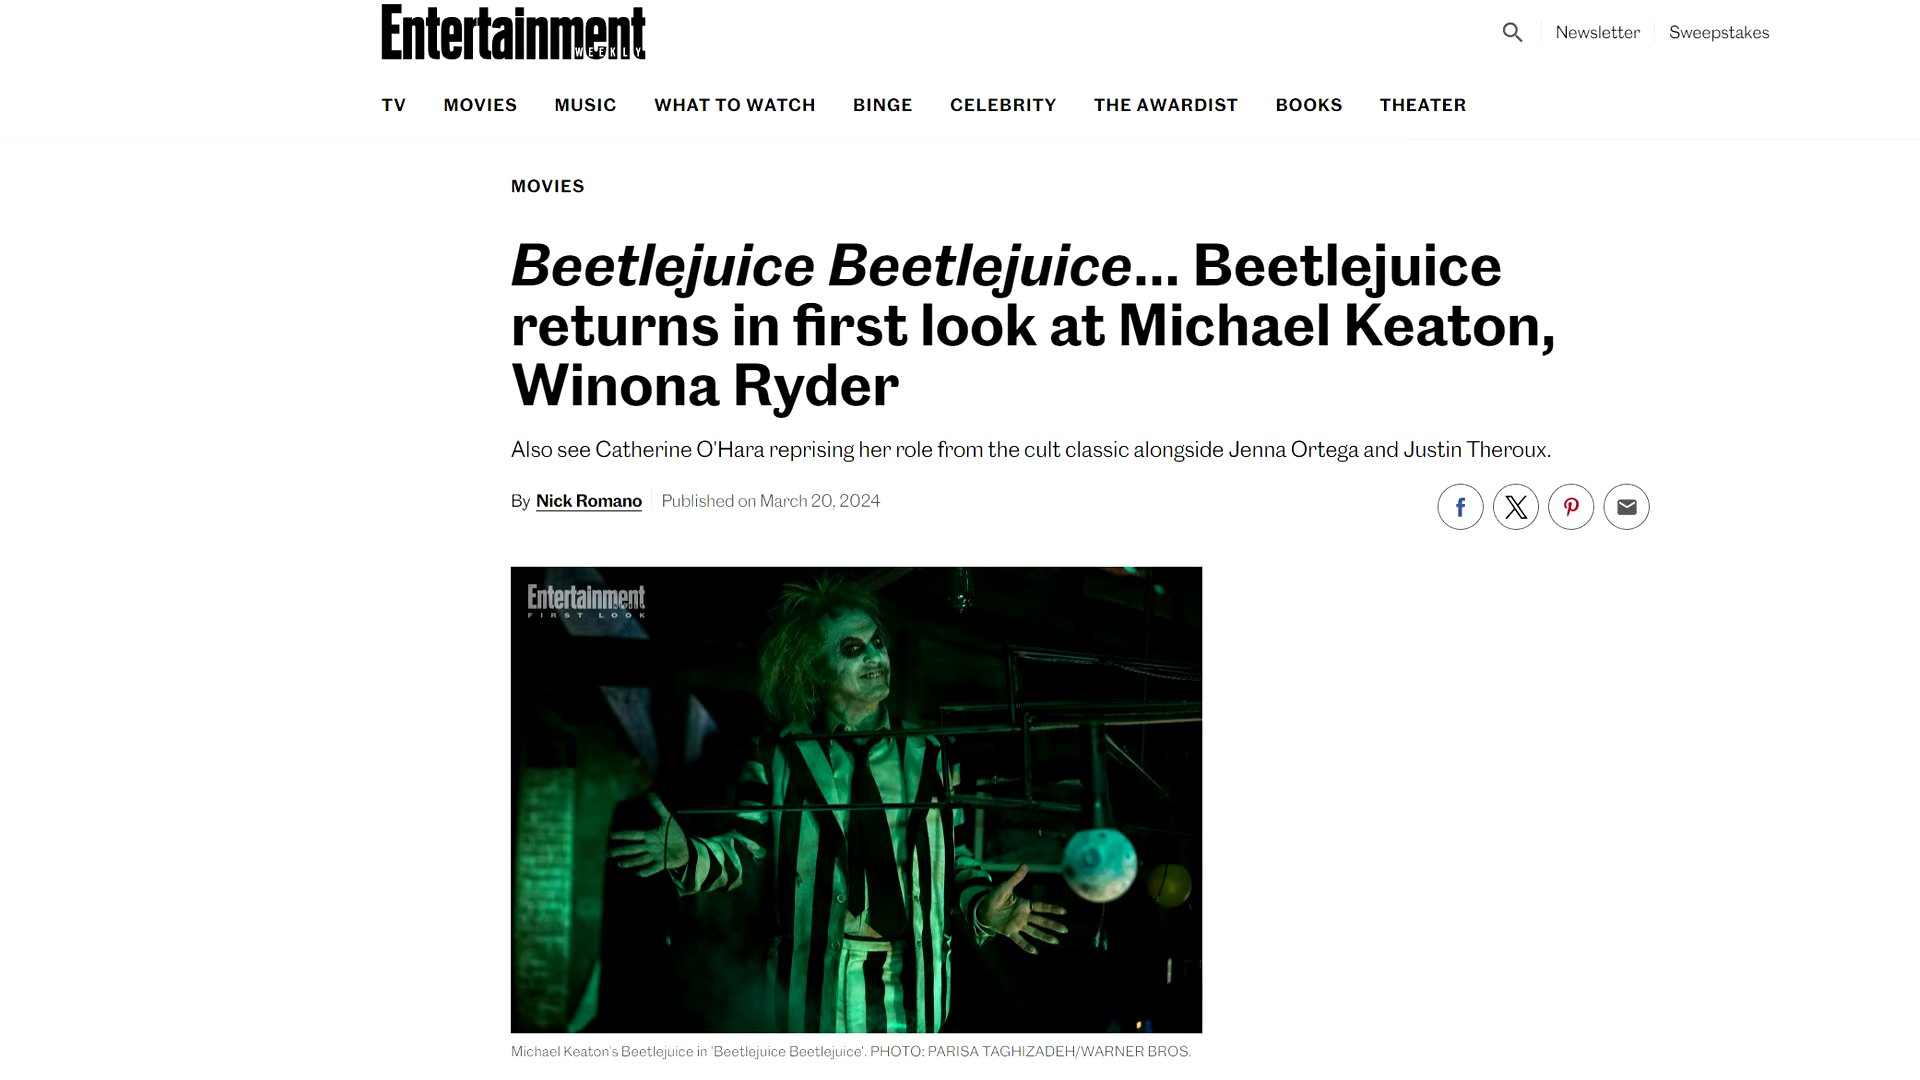 Entertainment
WEEKLY
Newsletter
Sweepstakes
TV MOVIES MUSIC WHAT TO WATCH BINGE CELEBRITY THE AWARDIST BOOKS THEATER
MOVIES
Beetlejuice Beetlejuice... Beetlejuice
returns in first look at Michael Keaton,
Winona Ryder
Also see Catherine O'Hara reprising her role from the cult classic alongside Jenna Ortega and Justin Theroux.
By Nick Romano Published on March 20, 2024
Entertainment
WEEKLY
FIRST LOOK
Michael Keaton's Beetlejuice in 'Beetlejuice Beetlejuice'. PHOTO: PARISA TAGHIZADEH/WARNER BROS.